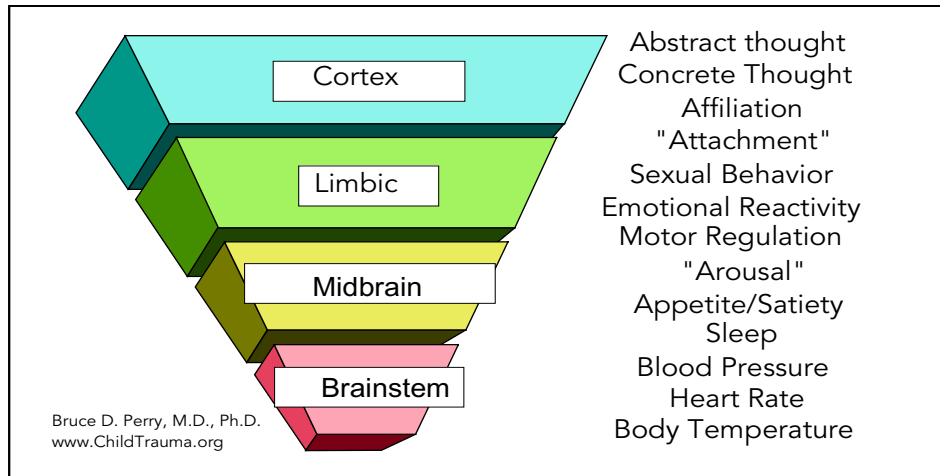 Cortex
Limbic
Midbrain
Brainstem
Abstract thought
Concrete Thought
Affiliation
"Attachment"
Sexual Behavior
Emotional Reactivity
Motor Regulation
"Arousal"
Appetite/Satiety
Sleep
Blood Pressure
Heart Rate
Body Temperature
Bruce D. Perry, M.D., Ph.D.
www.ChildTrauma.org